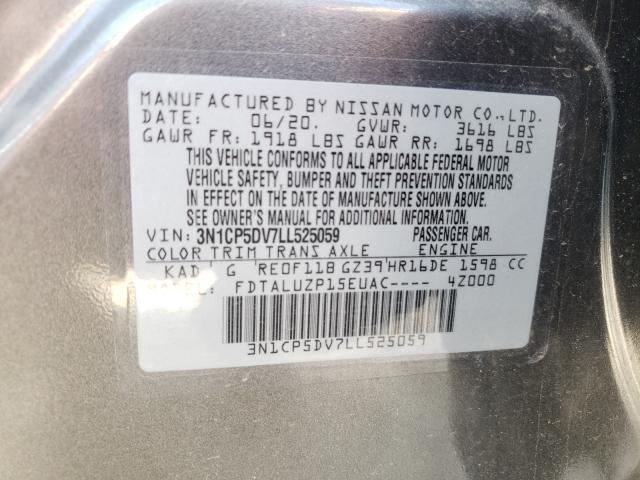 MANUFACTURED BY NISSAN MOTOR CO., LTD.
DATE: 06/20. GVWR: 3616 LBS
GAWR FR: 1918 LBS GAWR RR: 1698 LBS
THIS VEHICLE CONFORMS TO ALL APPLICABLE FEDERAL MOTOR
VEHICLE SAFETY, BUMPER AND THEFT PREVENTION STANDARDS
IN EFFECT ON THE DATE OF MANUFACTURE SHOWN ABOVE.
SEE OWNER'S MANUAL FOR ADDITIONAL INFORMATION
VIN: 3N1CP5DV7LL525059 PASSENGER CAR.
COLOR TRIM TRANS AXLE ENGINE
KAD G RE0F11B GZ39 HR16DE 1598 CC
MODEL: FDTALUZP15EUAC---- 4Z000
3N1CP5DV7LL525059